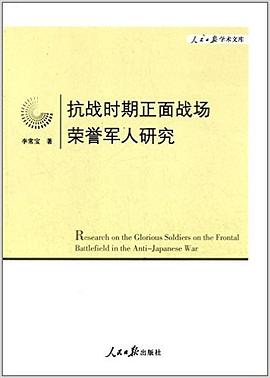 人民日报学术文库
抗战时期正面战场
荣誉军人研究
李常宝 著
Research on the Glorious Soldiers on the Frontal
Battlefield in the Anti-Japanese War
人民日报出版社